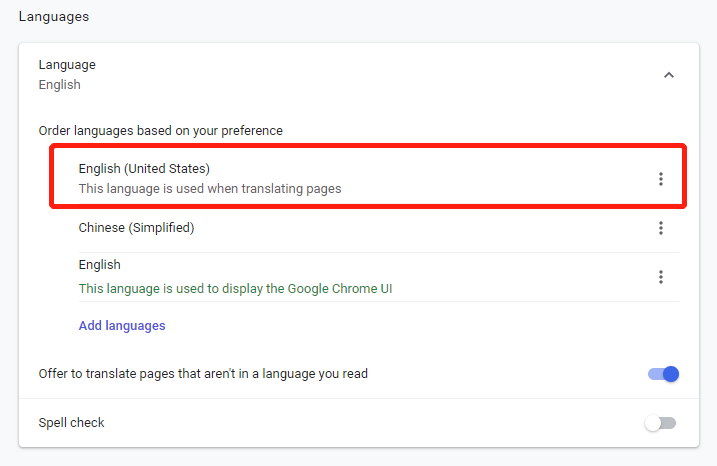 Languages
Language
English
Order languages based on your preference
English (United States)
This language is used when translating pages
Chinese (Simplified)
English
This language is used to display the Google Chrome UI
Add languages
Offer to translate pages that aren't in a language you read
Spell check